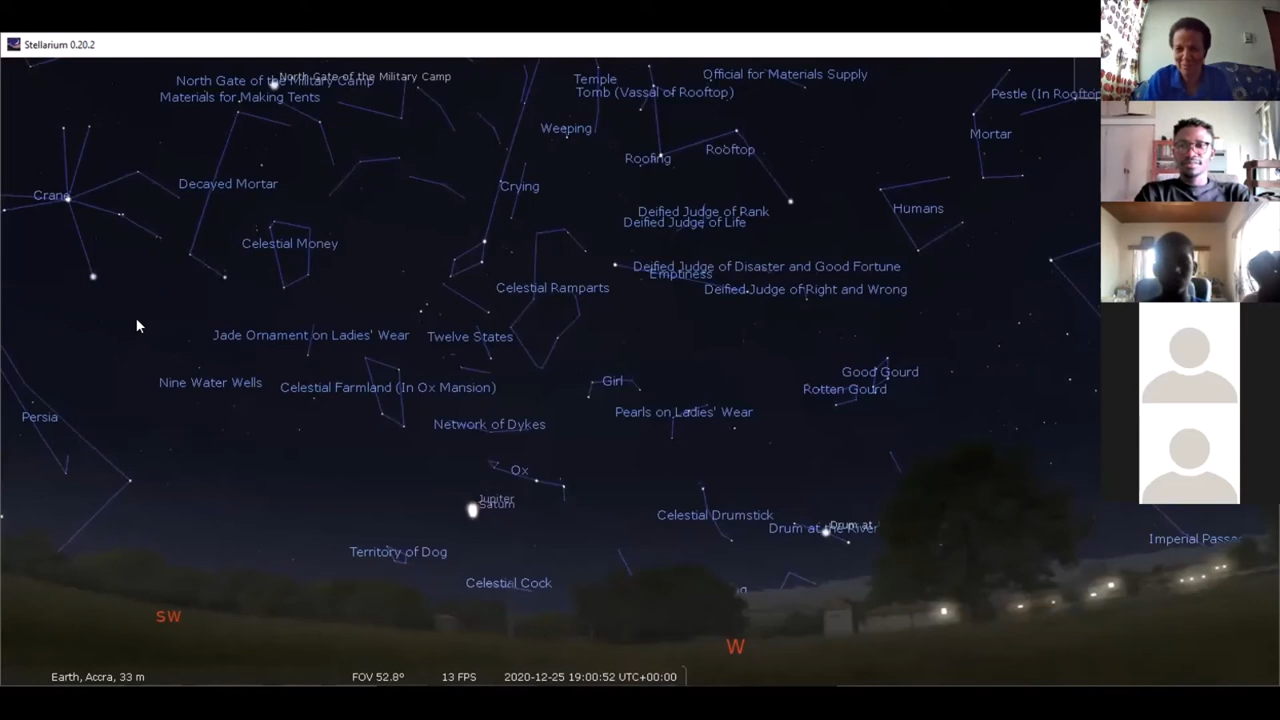 Stellarium 0.20.2
North Gate of the Military Camp
North Gate of the Military Camp
Materials for Making Tents
Temple
Tomb (Vassal of Rooftop)
Official for Materials Supply
Pestle (In Rooftop
Weeping
Mortar
Roofing
Rooftop
Crane
Decayed Mortar
Crying
Humans
Deified Judge of Rank
Deified Judge of Life
Celestial Money
Deified Judge of Disaster and Good Fortune
Emptiness
Celestial Ramparts
Deified Judge of Right and Wrong
Jade Ornament on Ladies' Wear
Twelve States
Nine Water Wells
Celestial Farmland (In Ox Mansion)
Girl
Good Gourd
Rotten Gourd
Persia
Pearls on Ladies' Wear
Network of Dykes
Ox
Jupiter
Saturn
Celestial Drumstick
Drum at
Drum at the River
Imperial Passa
Territory of Dog
Celestial Cock
SW
W
Earth, Accra, 33 m FOV 52.8° 13 FPS 2020-12-25 19:00:52 UTC+00:00